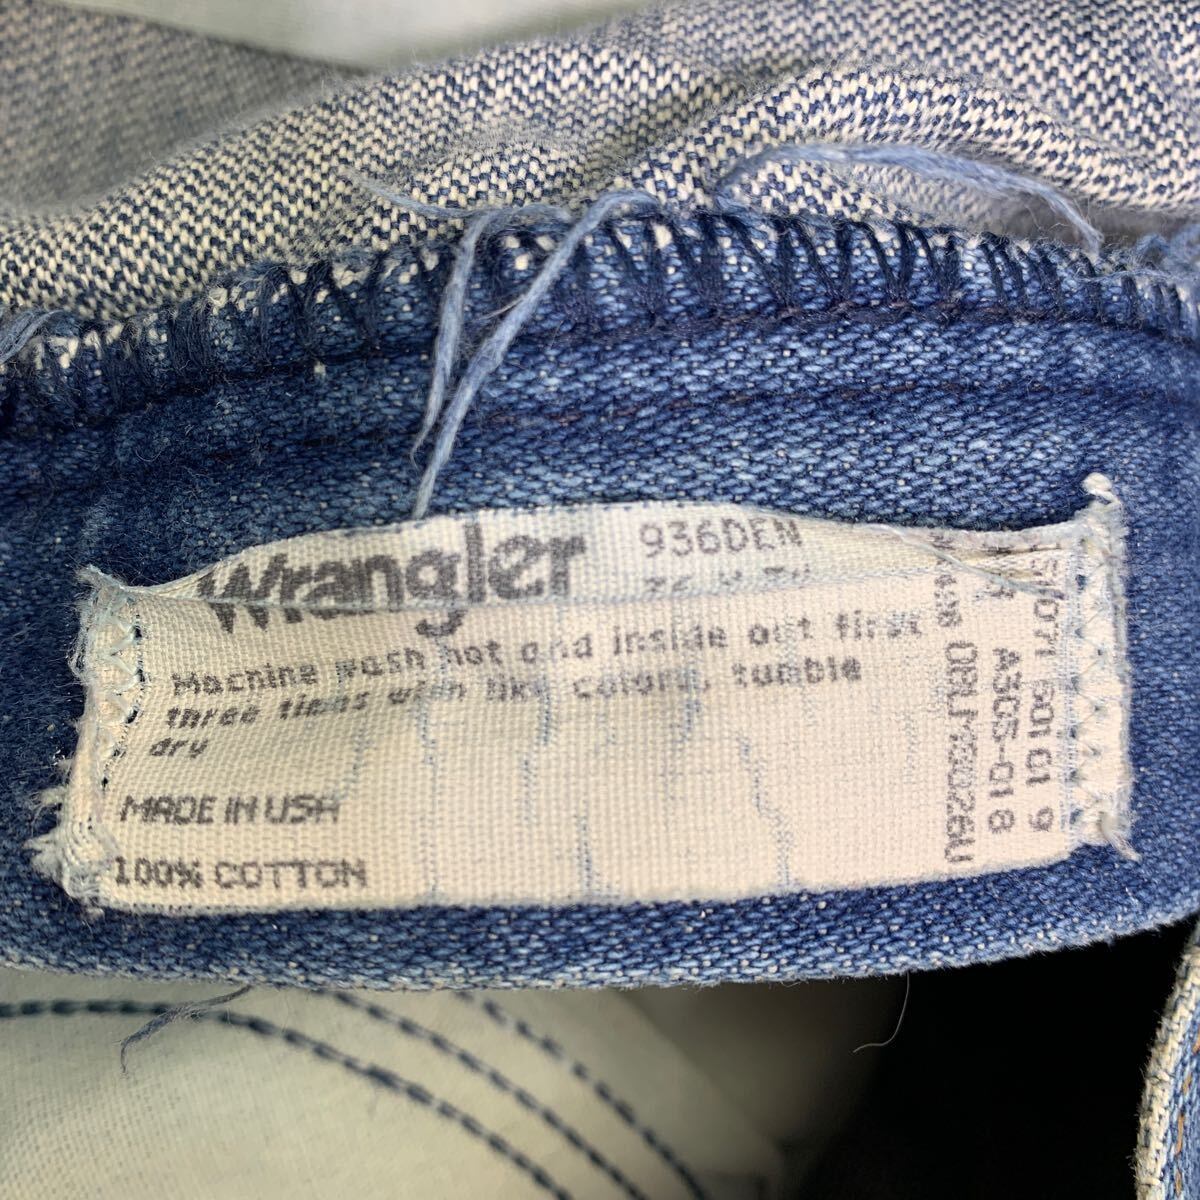 Wrangler 936DEN
Machine wash hot and inside out first
three times with like colors, tumble
dry
MADE IN USA
100% COTTON
A30S-018